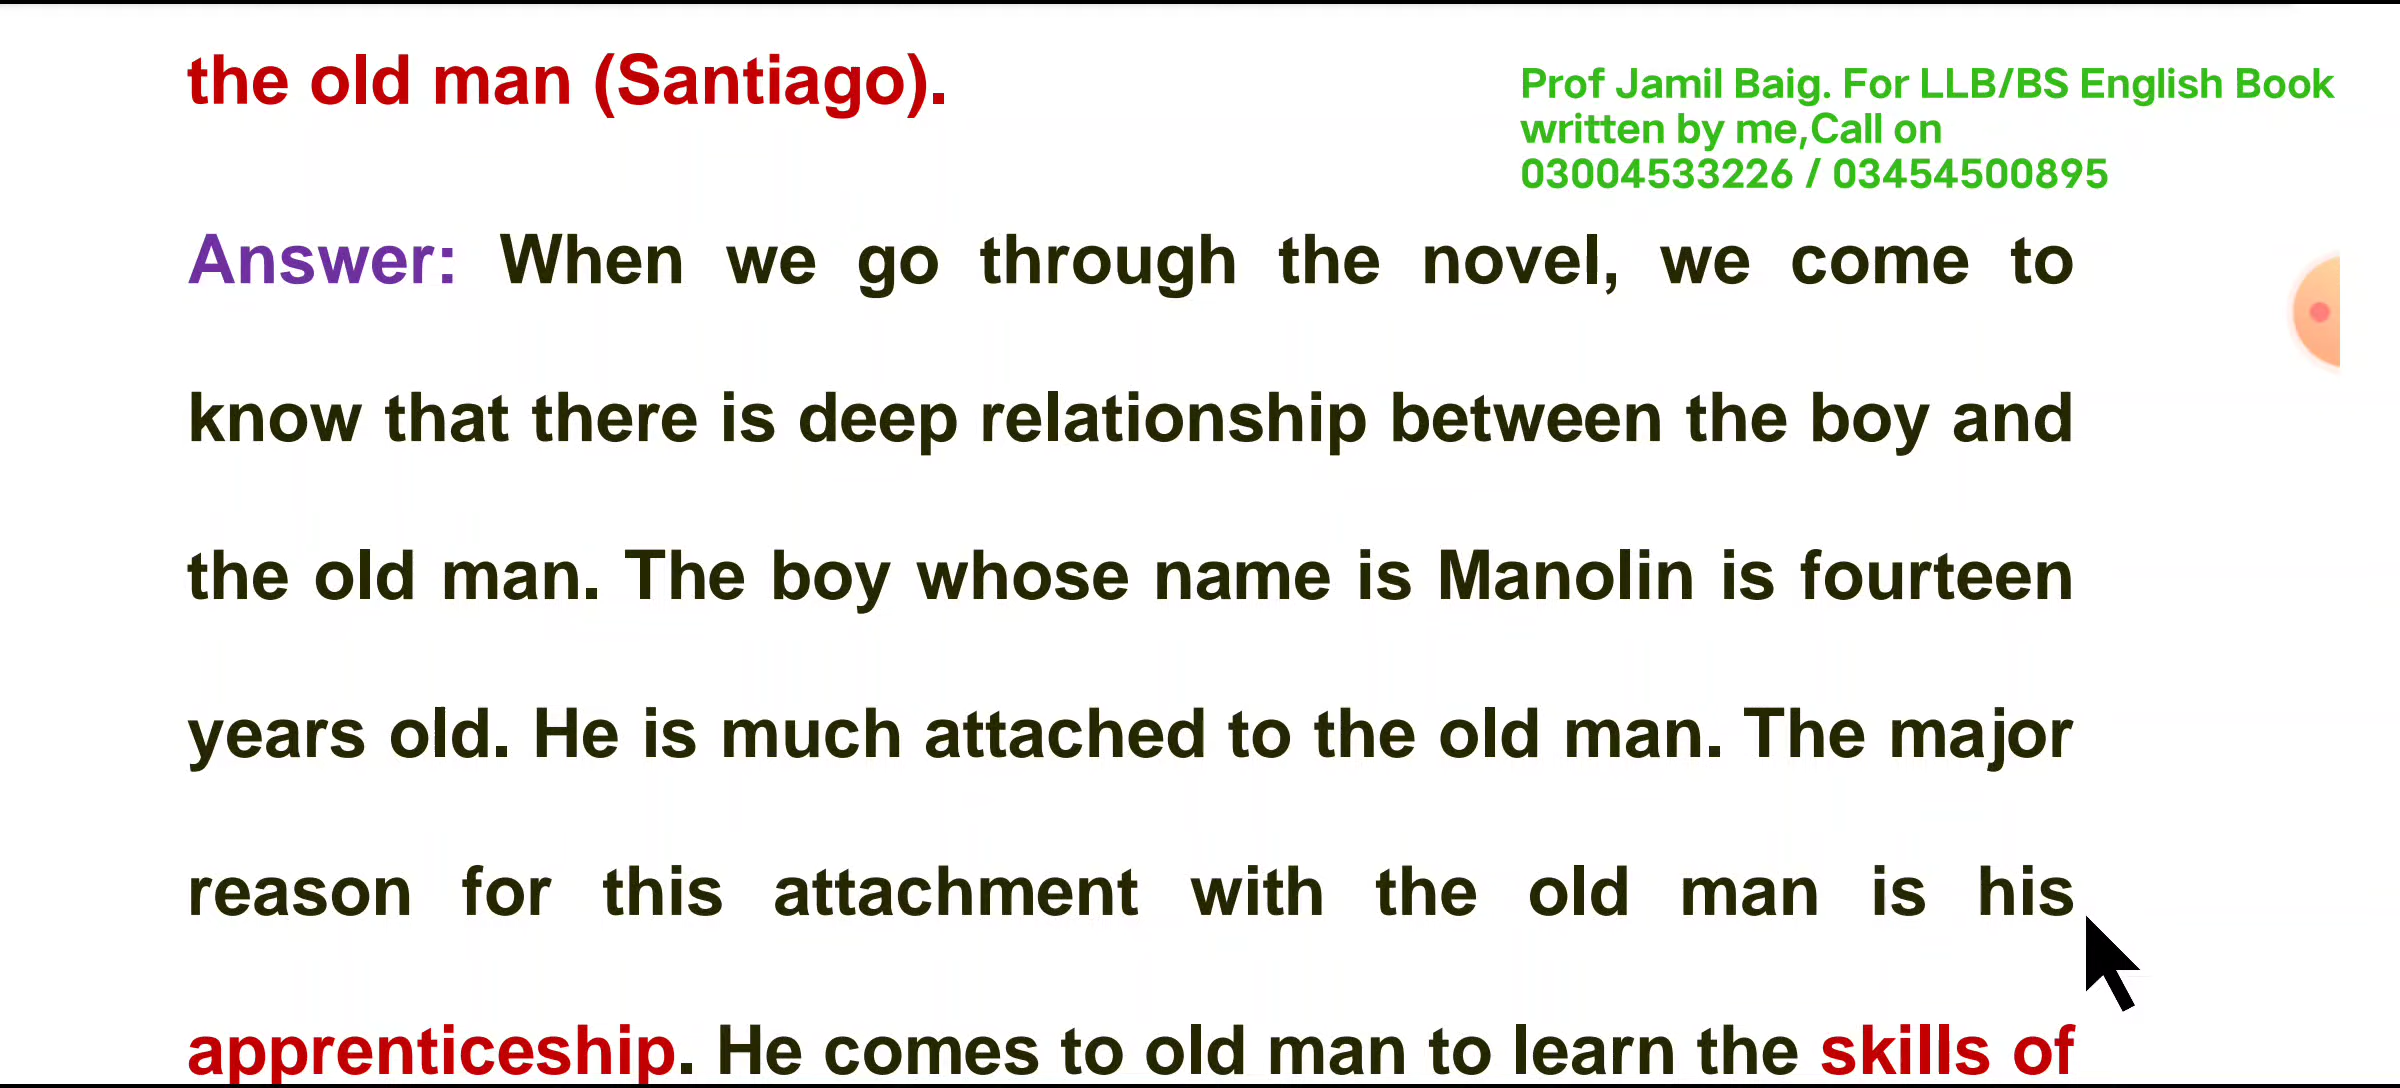 the old man (Santiago).
Prof Jamil Baig. For LLB/BS English Book
written by me,Call on
03004533226 / 03454500895
Answer: When we go through the novel, we come to
know that there is deep relationship between the boy and
the old man. The boy whose name is Manolin is fourteen
years old. He is much attached to the old man. The major
reason for this attachment with the old man is his
apprenticeship. He comes to old man to learn the skills of